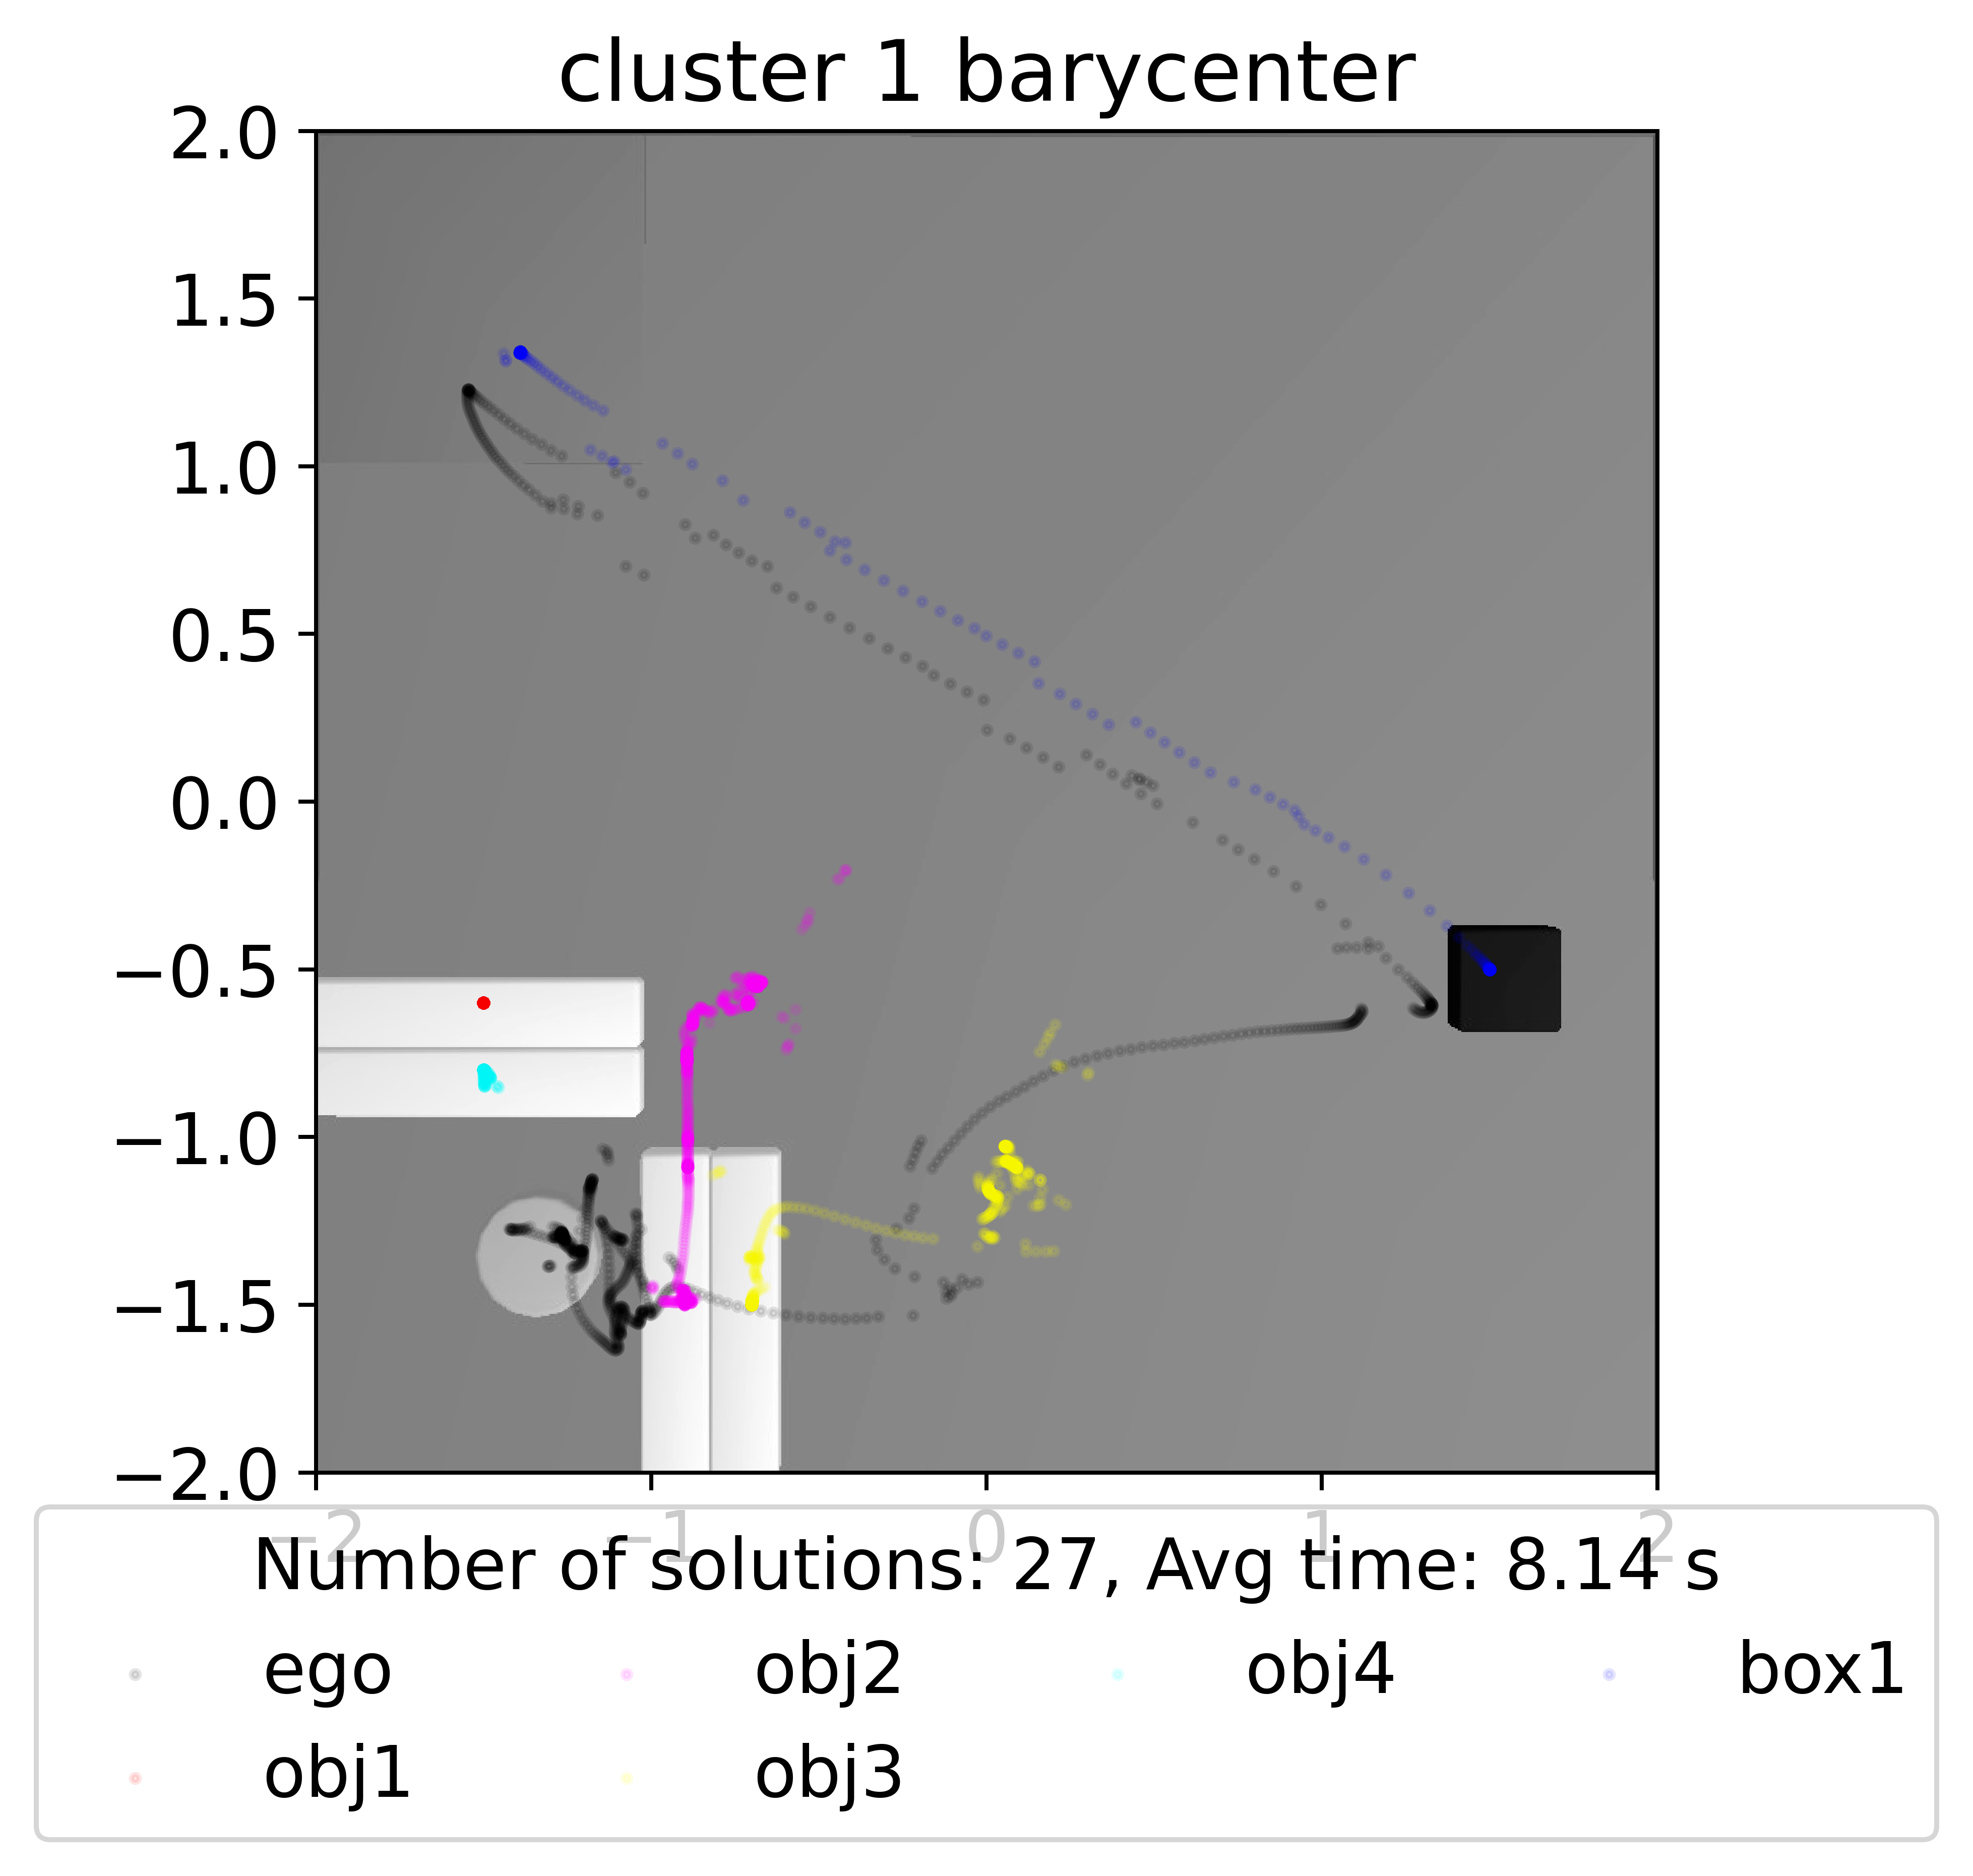 cluster 1 barycenter
2.0
1.5
1.0
0.5
0.0
−0.5
−1.0
−1.5
−2.0
−2 −1 0 1 2
Number of solutions: 27, Avg time: 8.14 s
ego obj2 obj4 box1
obj1 obj3